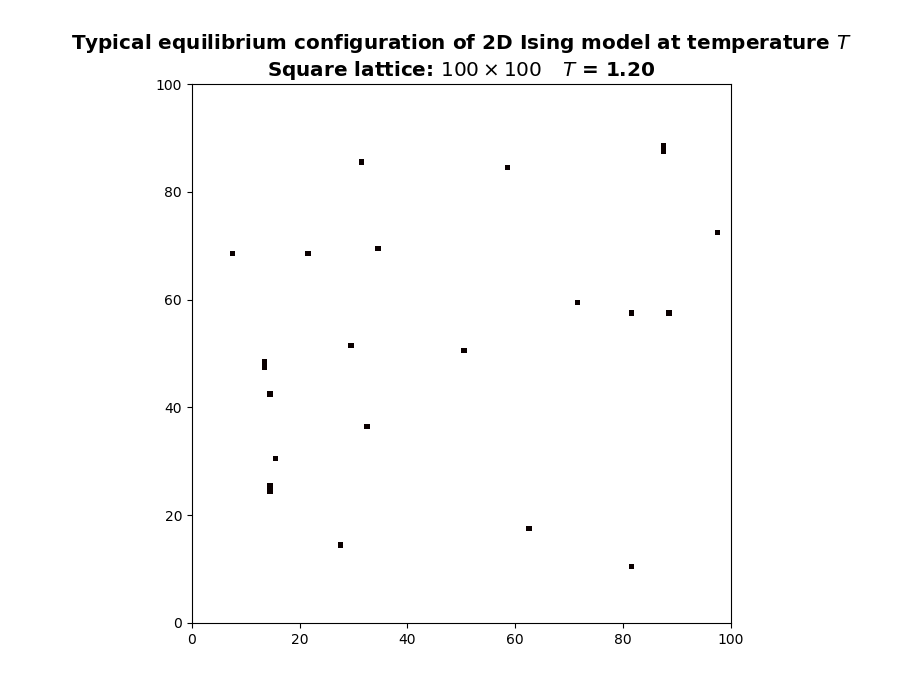 Typical equilibrium configuration of 2D Ising model at temperature T
Square lattice: 100 × 100 T = 1.20
100
80
60
40
20
0
0 20 40 60 80 100